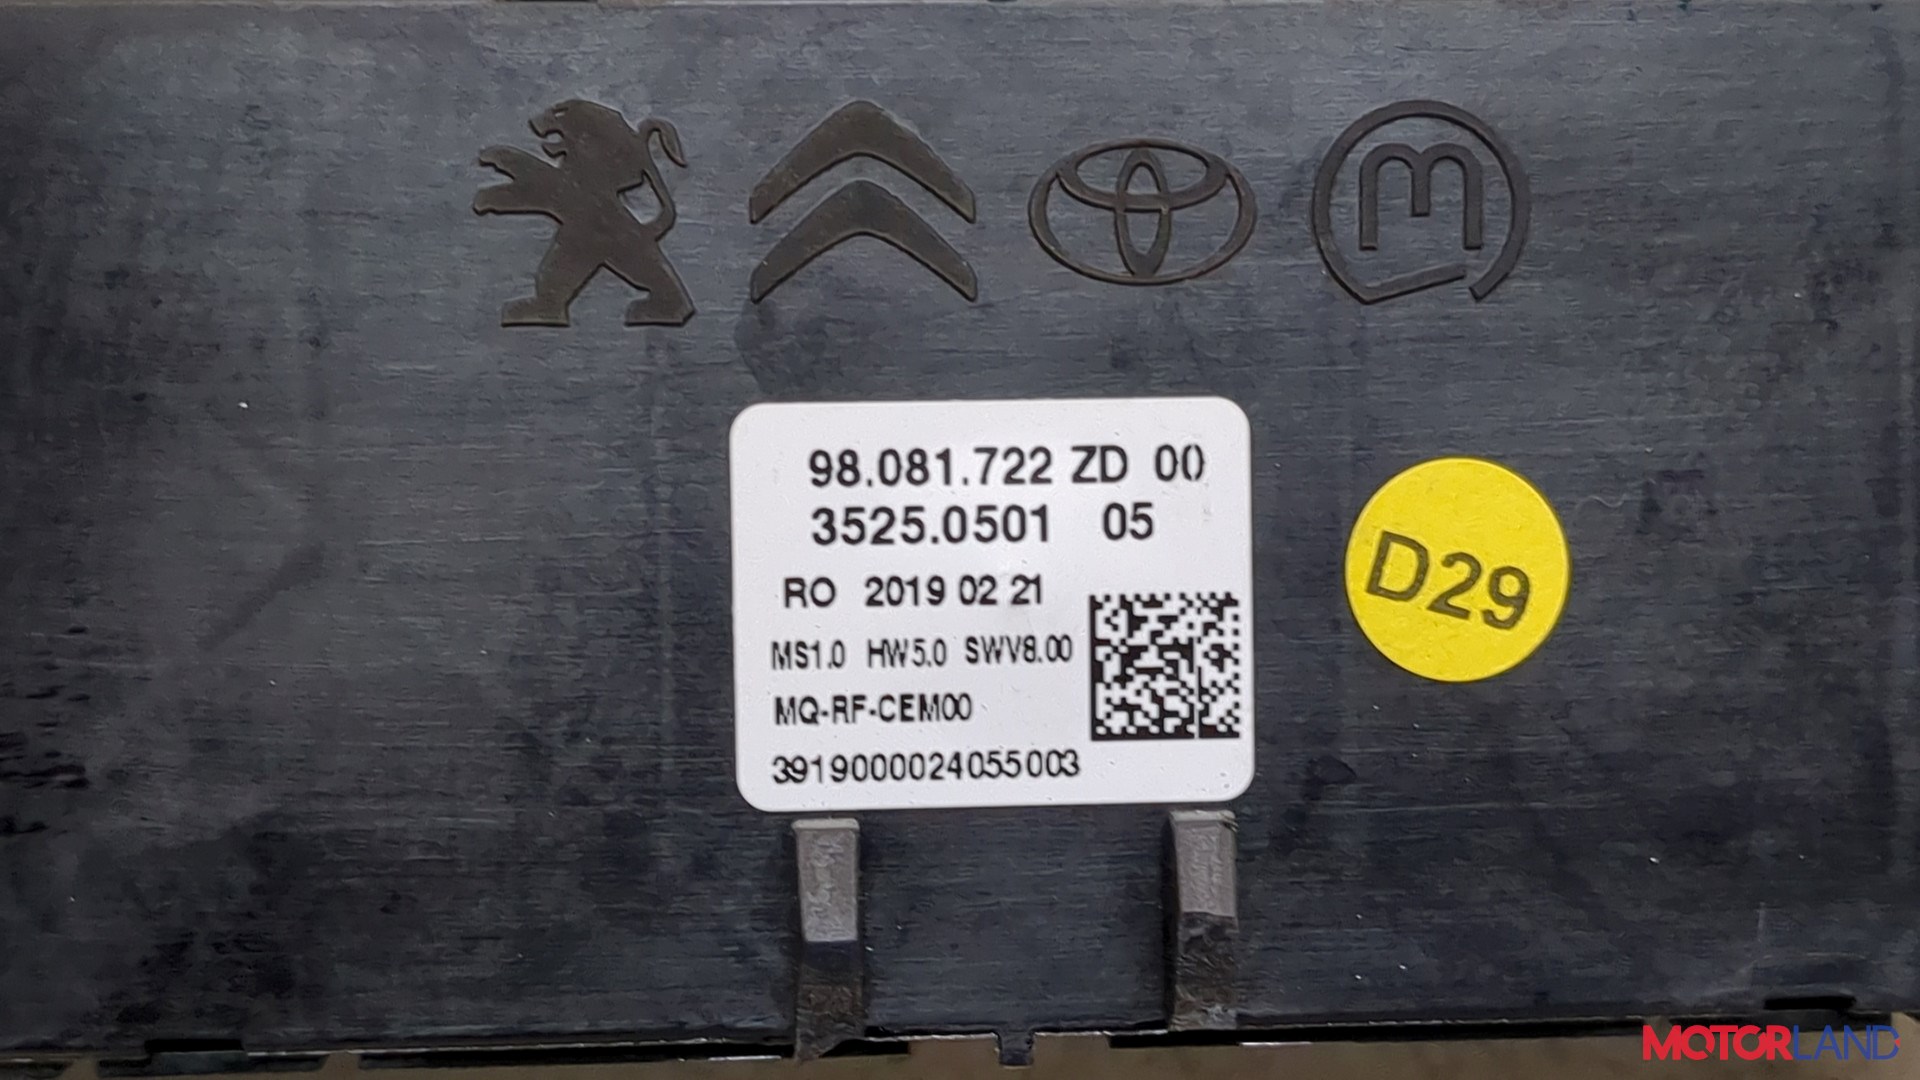 98.081.722 ZD 00
3525.0501 05
RO 2019 02 21
MS1.0 HW5.0 SWV8.00
MQ-RF-CEM00
3919000024055003
D29
MOTORLAND